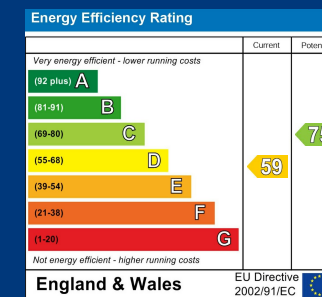 Energy Efficiency Rating
Current
Very energy efficient - lower running costs
(92 plus) A
(81-91) B
(69-80) C
(55-68) D
59
(39-54) E
(21-38) F
(1-20) G
Not energy efficient - higher running costs
England & Wales
EU Directive
2002/91/EC